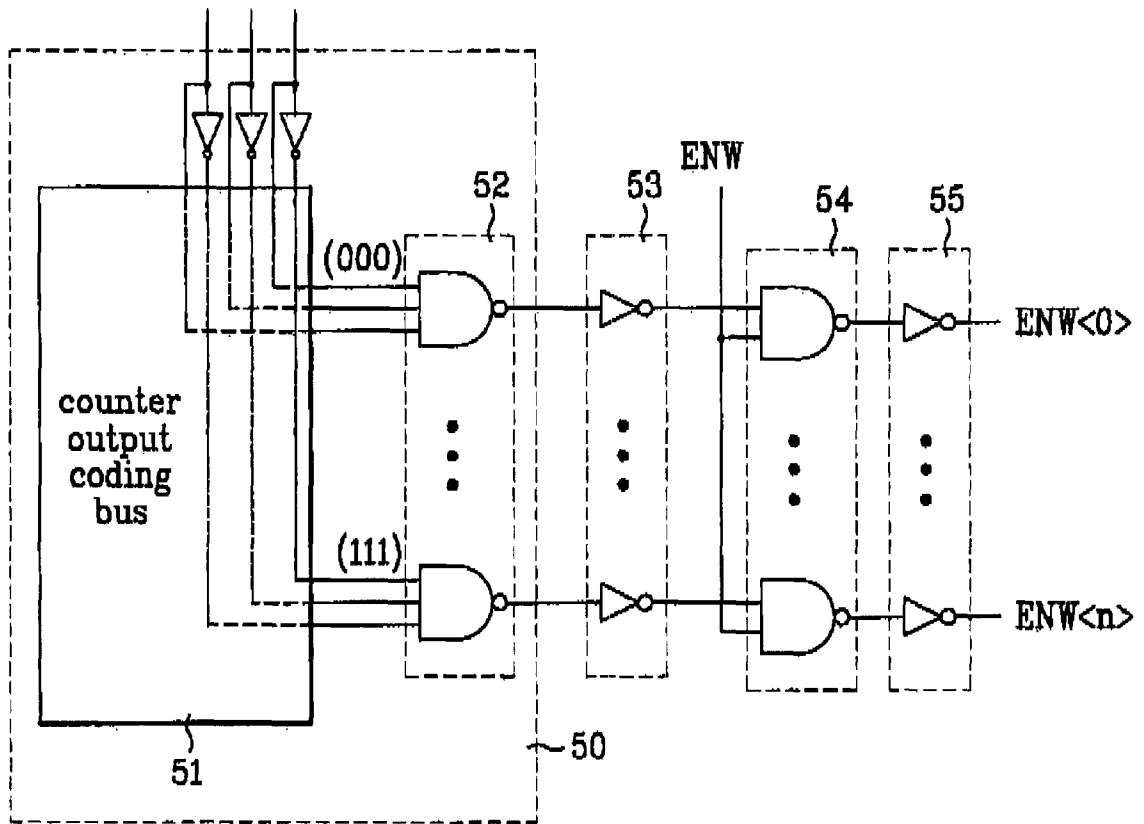 ENW
52
53
54
55
(000)
ENW<0>
counter
output
coding
bus
(111)
ENW<n>
51
50